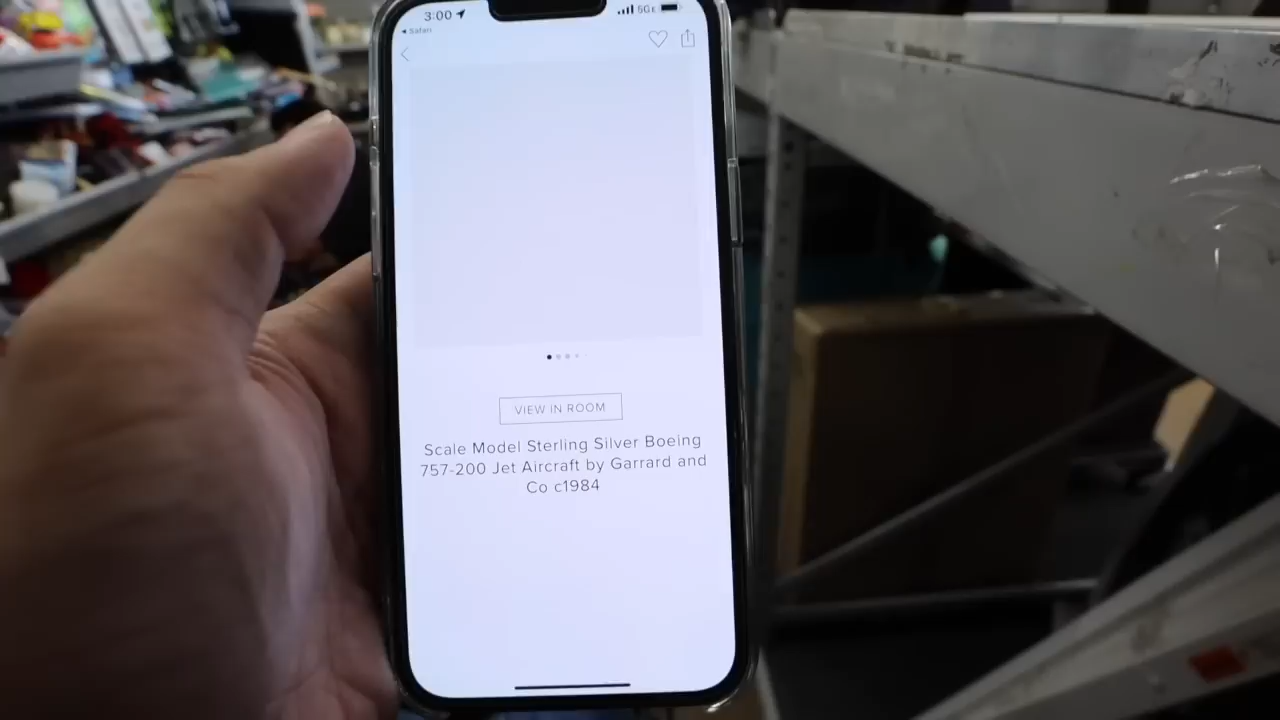 3:00
5GE
Safari
VIEW IN ROOM
Scale Model Sterling Silver Boeing
757-200 Jet Aircraft by Garrard and
Co c1984